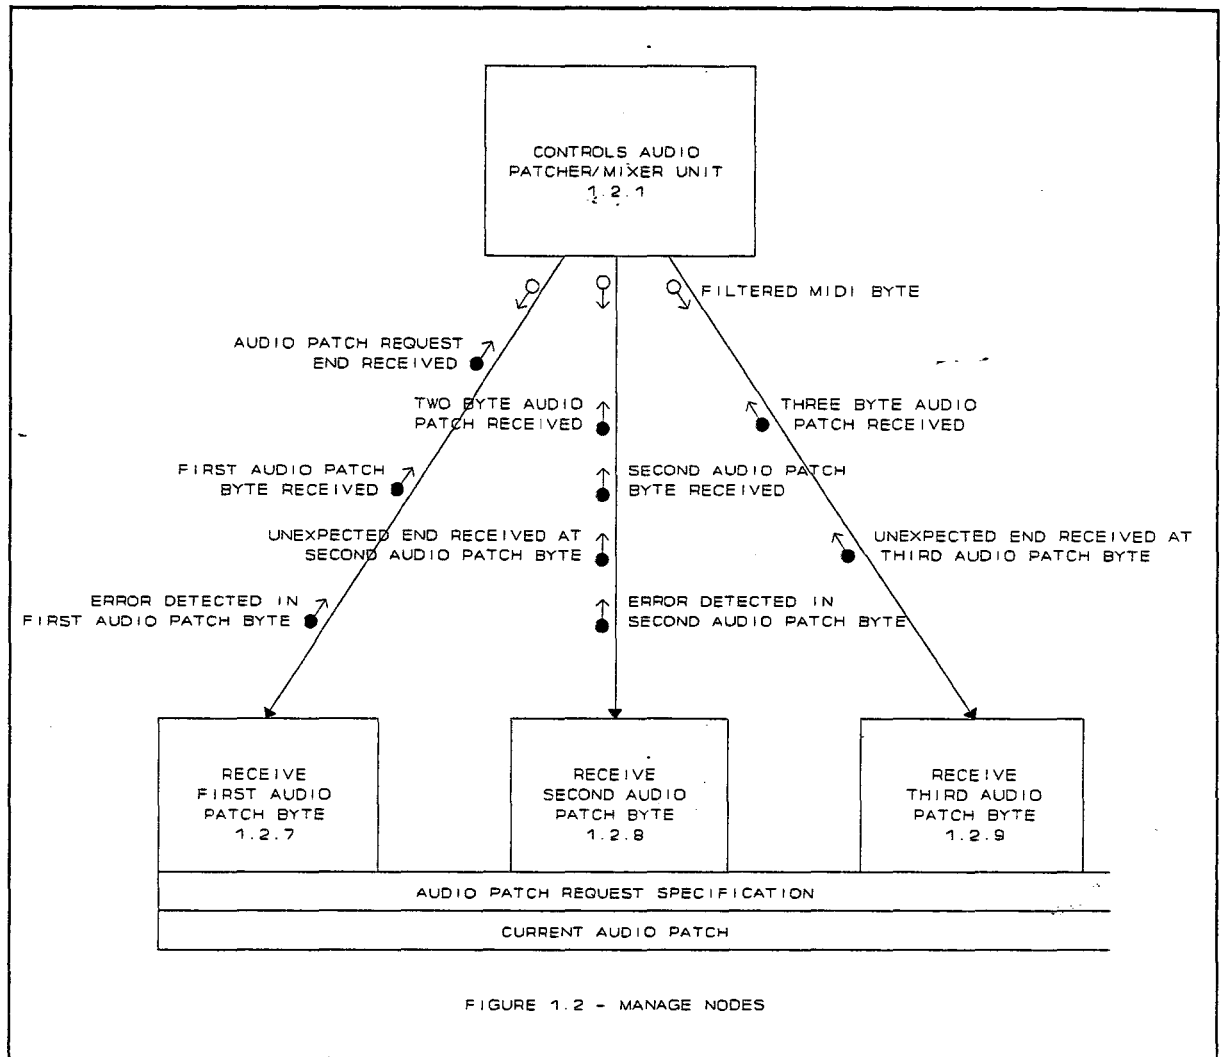 CONTROLS AUDIO
PATCHER/MIXER UNIT
1.2.1
FILTERED MIDI BYTE
AUDIO PATCH REQUEST
END RECEIVED
TWO BYTE AUDIO
PATCH RECEIVED
THREE BYTE AUDIO
PATCH RECEIVED
FIRST AUDIO PATCH
BYTE RECEIVED
SECOND AUDIO PATCH
BYTE RECEIVED
UNEXPECTED END RECEIVED AT
SECOND AUDIO PATCH BYTE
UNEXPECTED END RECEIVED AT
THIRD AUDIO PATCH BYTE
ERROR DETECTED IN
FIRST AUDIO PATCH BYTE
ERROR DETECTED IN
SECOND AUDIO PATCH BYTE
RECEIVE
FIRST AUDIO
PATCH BYTE
1.2.7
RECEIVE
SECOND AUDIO
PATCH BYTE
1.2.8
RECEIVE
THIRD AUDIO
PATCH BYTE
1.2.9
AUDIO PATCH REQUEST SPECIFICATION
CURRENT AUDIO PATCH
FIGURE 1.2 - MANAGE NODES